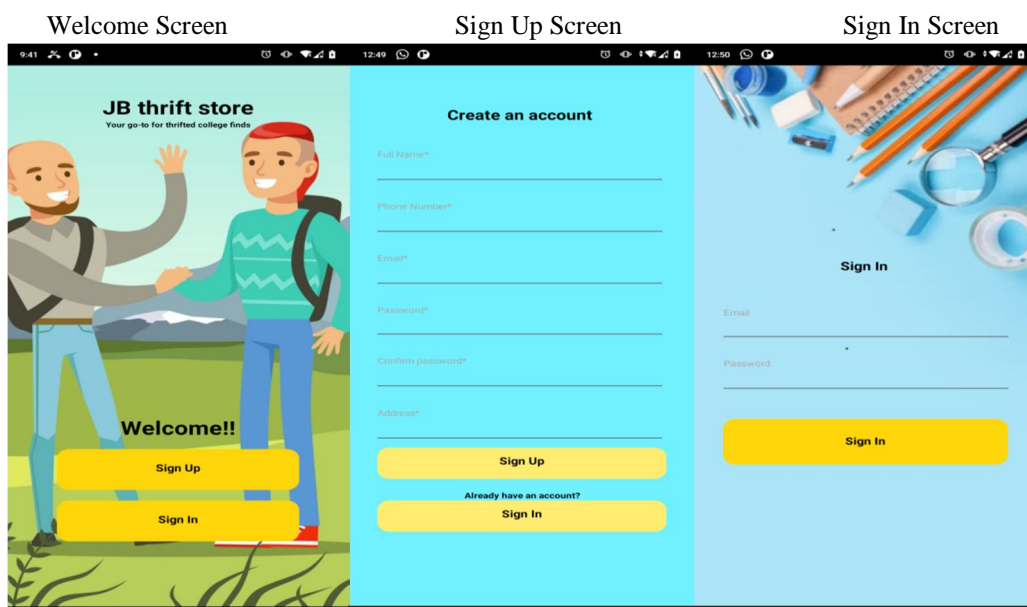 Welcome Screen
Sign Up Screen
Sign In Screen
9:41
JB thrift store
Your go-to for thrifted college finds
Welcome!!
Sign Up
Sign In
12:49
Create an account
Full Name*
Phone Number*
Email*
Password*
Confirm password*
Address*
Sign Up
Already have an account?
Sign In
12:50
Sign In
Email
Password
Sign In